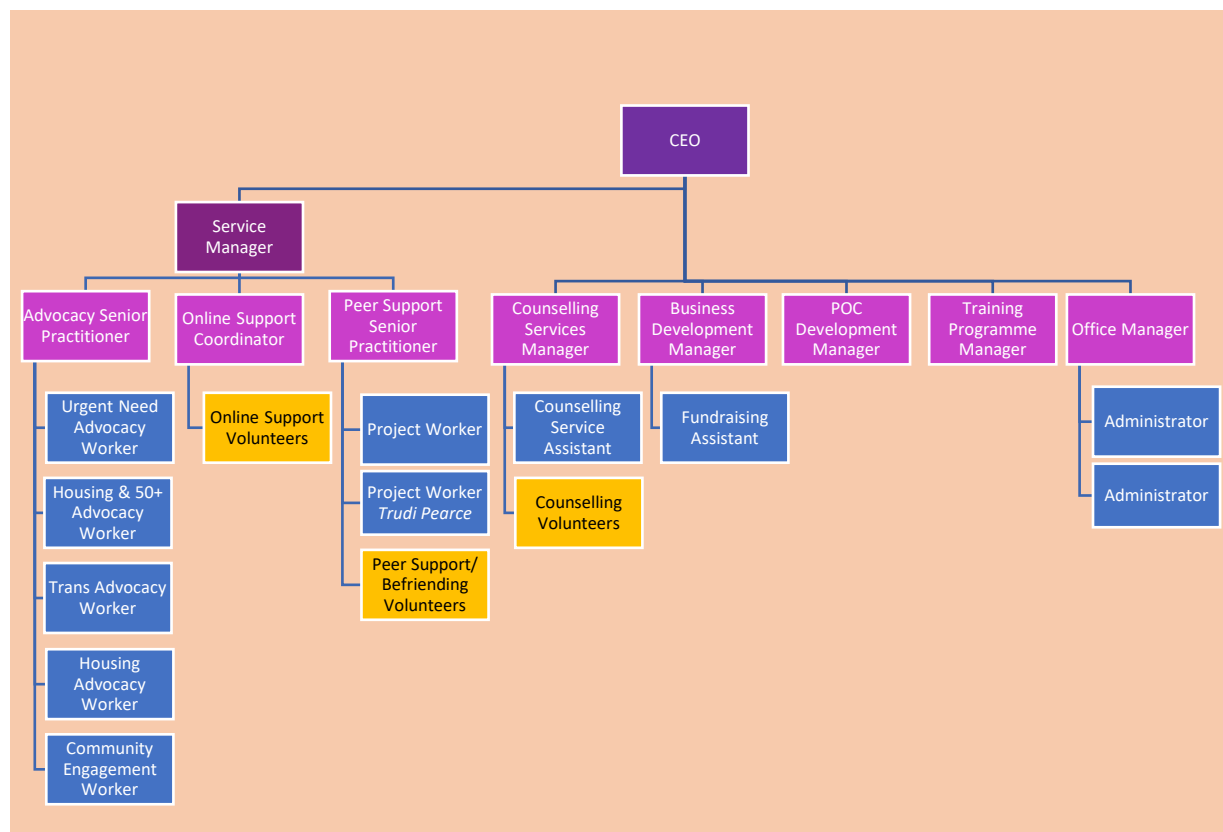 CEO
Service
Manager
Advocacy Senior
Practitioner
Online Support
Coordinator
Peer Support
Senior
Practitioner
Counselling
Services
Manager
Business
Development
Manager
POC
Development
Manager
Training
Programme
Manager
Office Manager
Urgent Need
Advocacy
Worker
Housing & 50+
Advocacy
Worker
Trans Advocacy
Worker
Housing
Advocacy
Worker
Community
Engagement
Worker
Online Support
Volunteers
Project Worker
Project Worker
Trudi Pearce
Peer Support/
Befriending
Volunteers
Counselling
Service
Assistant
Counselling
Volunteers
Fundraising
Assistant
Administrator
Administrator